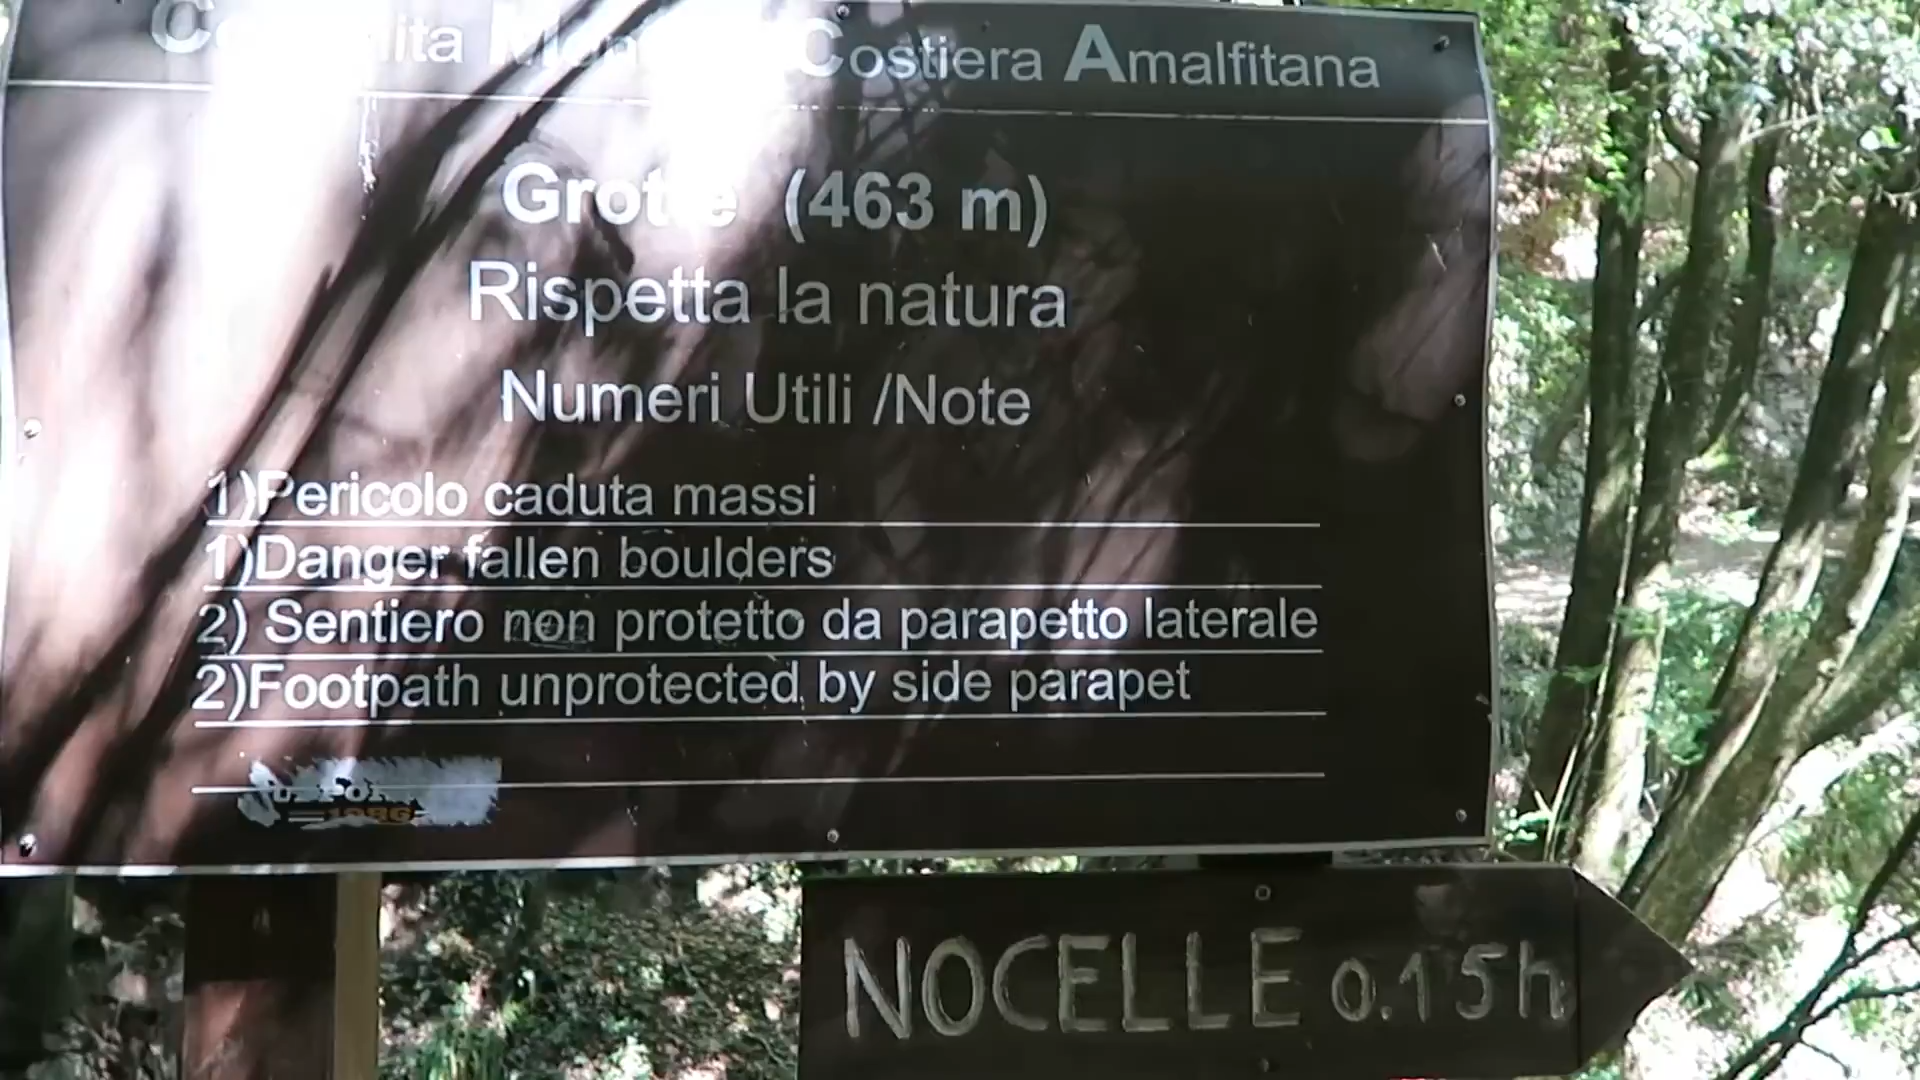 Costiera Amalfitana
Grotte (463 m)
Rispetta la natura
Numeri Utili /Note
1)Pericolo caduta massi
1)Danger fallen boulders
2) Sentiero non protetto da parapetto laterale
2)Footpath unprotected by side parapet
1986
NOCELLE 0.15h